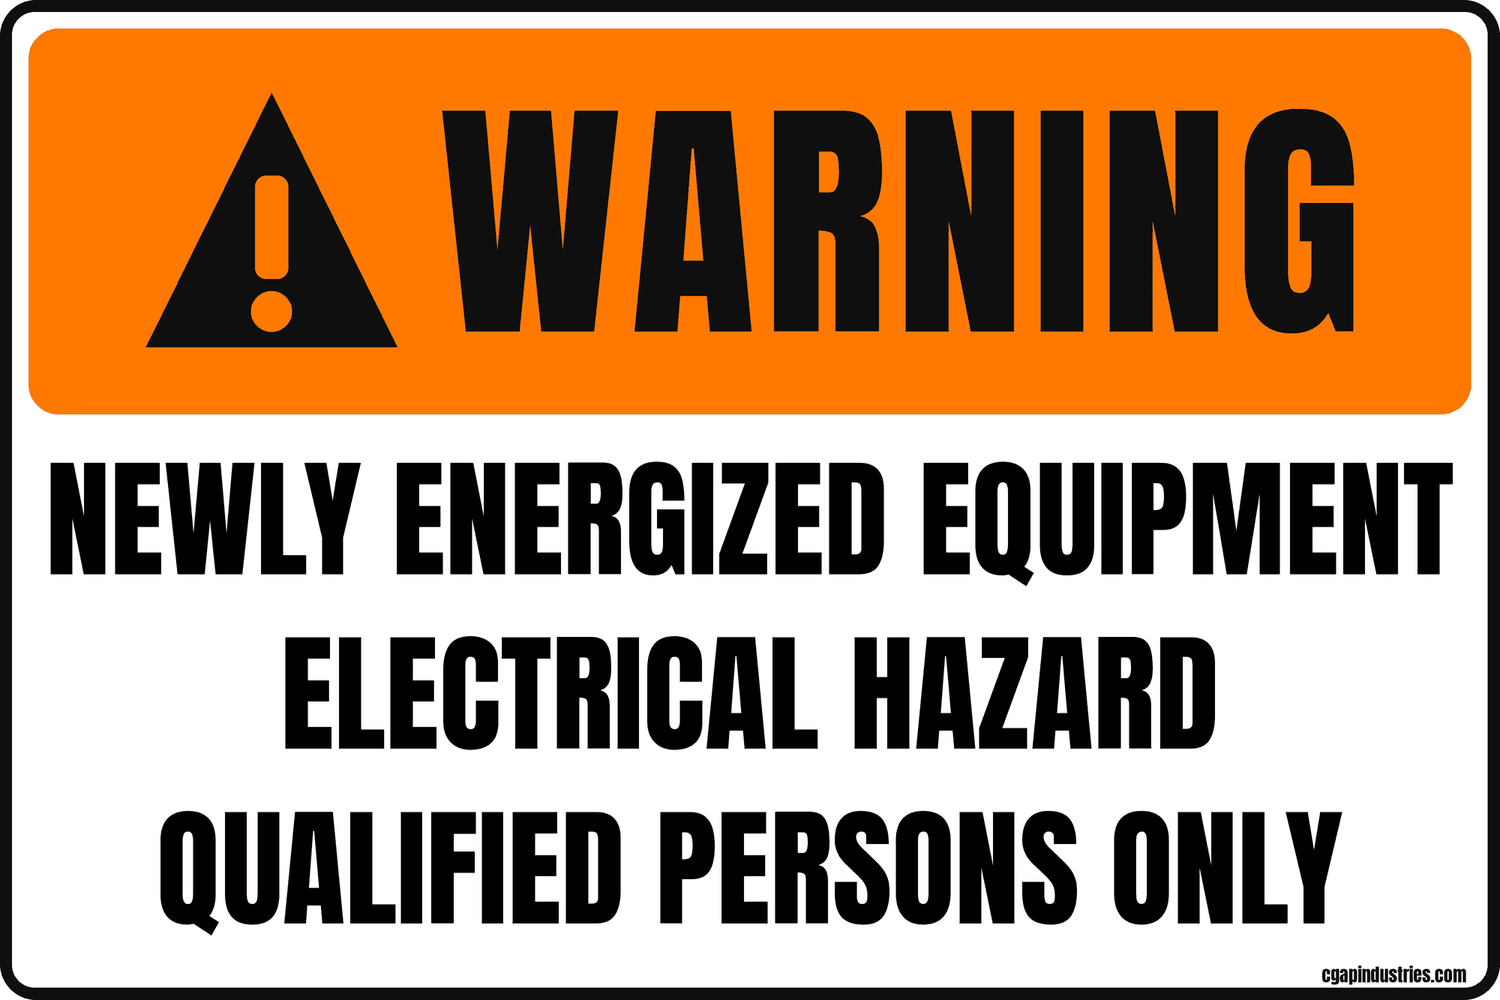 WARNING
NEWLY ENERGIZED EQUIPMENT
ELECTRICAL HAZARD
QUALIFIED PERSONS ONLY
cgapindustries.com